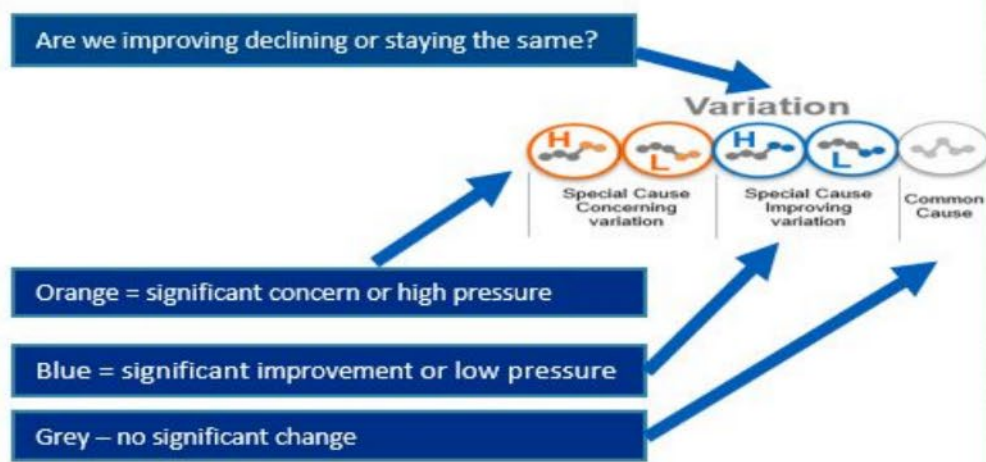 Are we improving declining or staying the same?
Variation
H
L
H
L
Special Cause
Concerning
variation
Special Cause
Improving
variation
Common
Cause
Orange = significant concern or high pressure
Blue = significant improvement or low pressure
Grey – no significant change